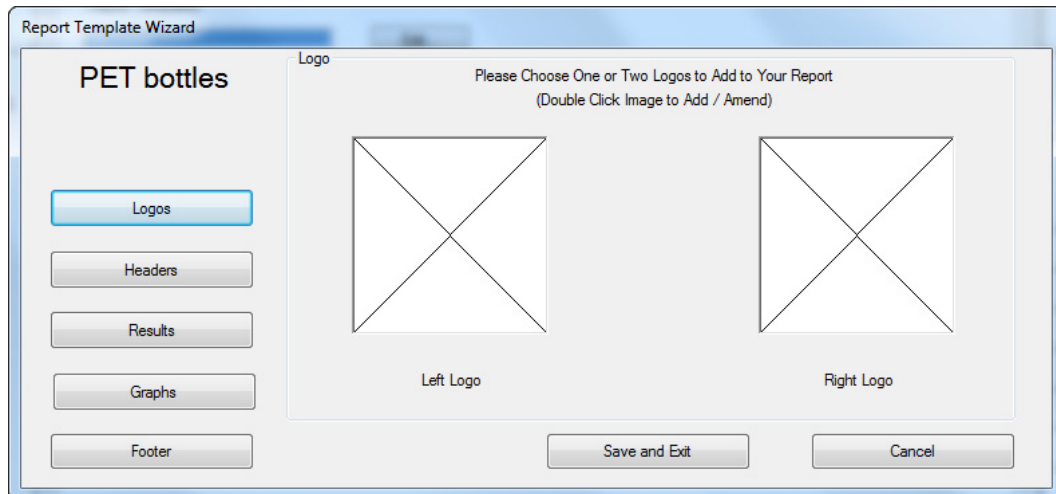 Report Template Wizard
PET bottles
Logos
Headers
Results
Graphs
Footer
Logo
Please Choose One or Two Logos to Add to Your Report
(Double Click Image to Add / Amend)
Left Logo
Right Logo
Save and Exit
Cancel